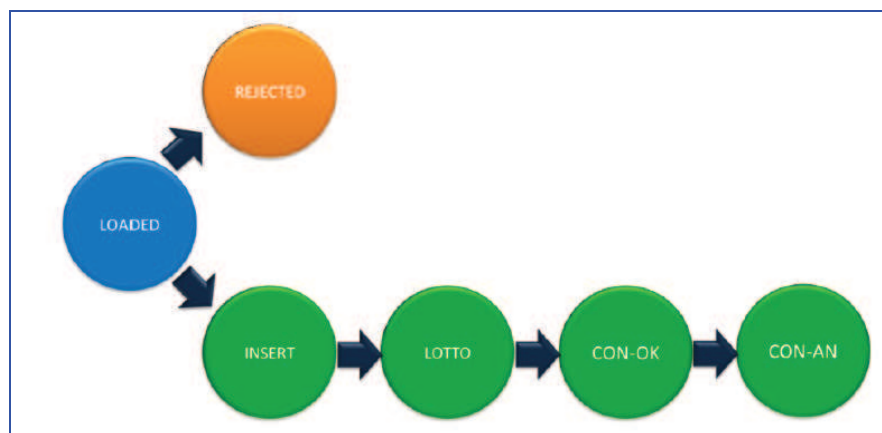 REJECTED
LOADED
INSERT
LOTTO
CON-OK
CON-AN